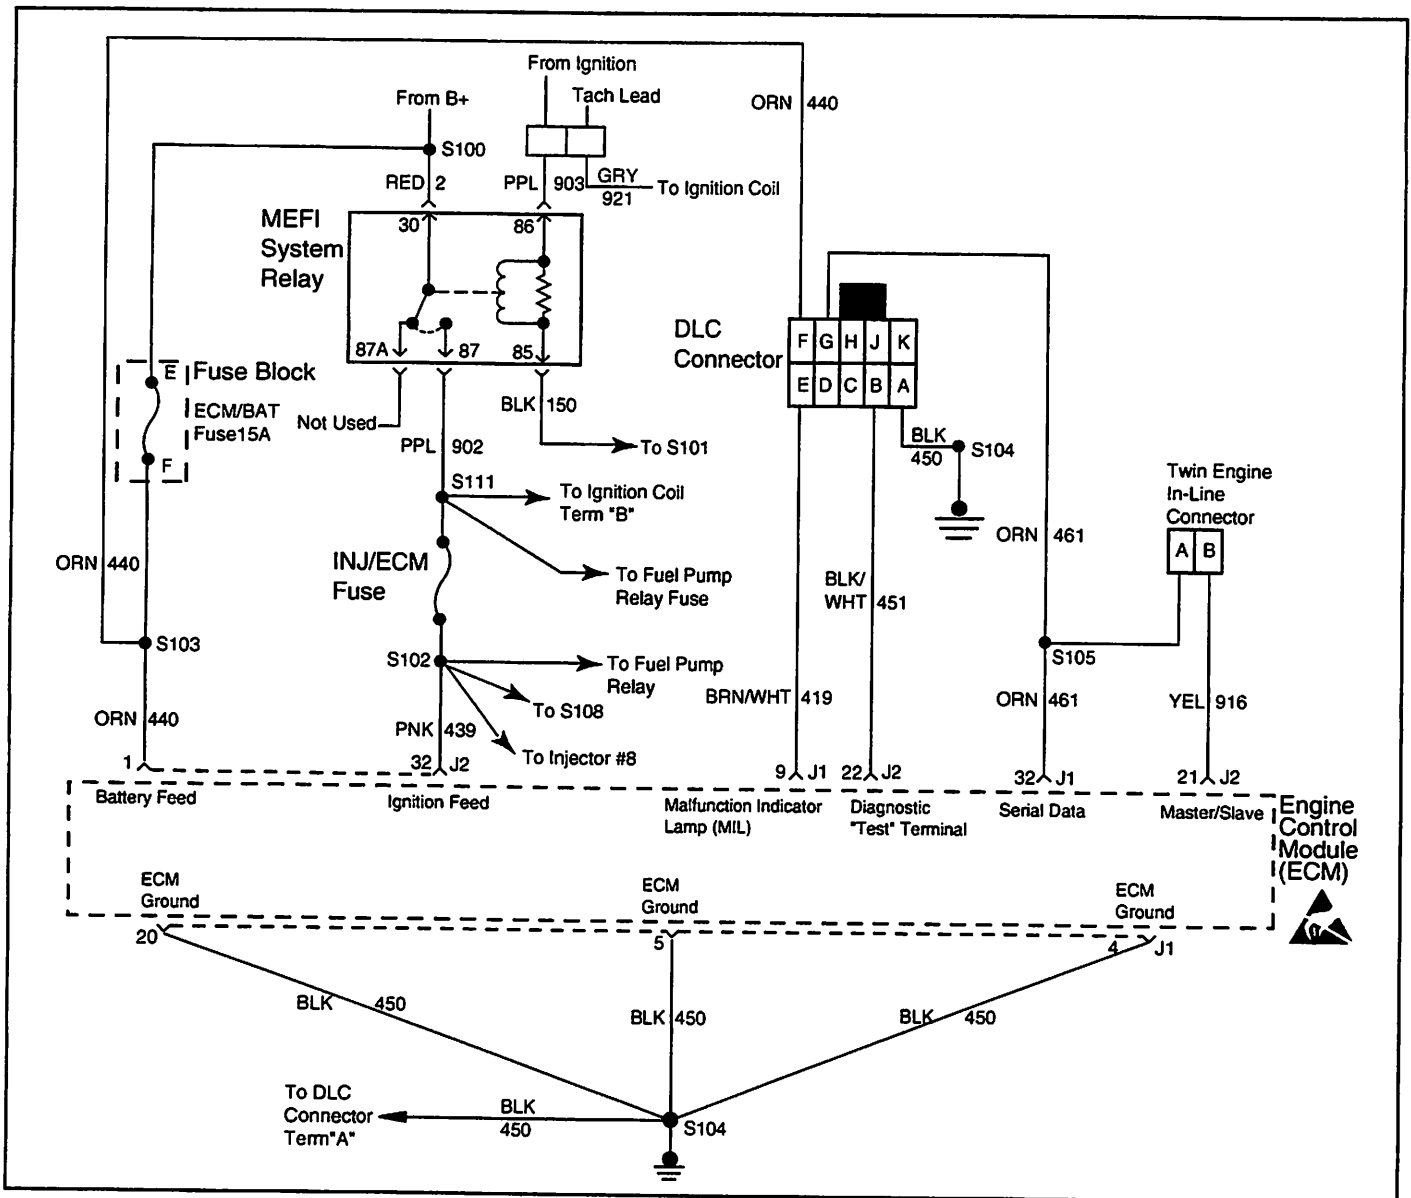 From Ignition
Tach Lead
From B+
ORN 440
S100
RED 2
PPL 903
GRY
921
To Ignition Coil
MEFI
System
Relay
30
86
87A
87
85
DLC
Connector
F G H J K
E D C B A
E
Fuse Block
ECM/BAT
Fuse15A
F
Not Used
BLK 150
PPL 902
To S101
BLK
450
S104
S111
To Ignition Coil
Term "B"
Twin Engine
In-Line
Connector
A B
ORN 461
ORN 440
INJ/ECM
Fuse
To Fuel Pump
Relay Fuse
BLK/
WHT 451
S103
S102
To Fuel Pump
Relay
S105
To S108
BRN/WHT 419
ORN 461
YEL 916
ORN 440
PNK 439
To Injector #8
1
32 J2
9 J1
22 J2
32 J1
21 J2
Battery Feed
Ignition Feed
Malfunction Indicator
Lamp (MIL)
Diagnostic
"Test" Terminal
Serial Data
Master/Slave
Engine
Control
Module
(ECM)
ECM
Ground
ECM
Ground
ECM
Ground
20
5
4 J1
BLK 450
BLK 450
BLK 450
To DLC
Connector
Term"A"
BLK
450
S104